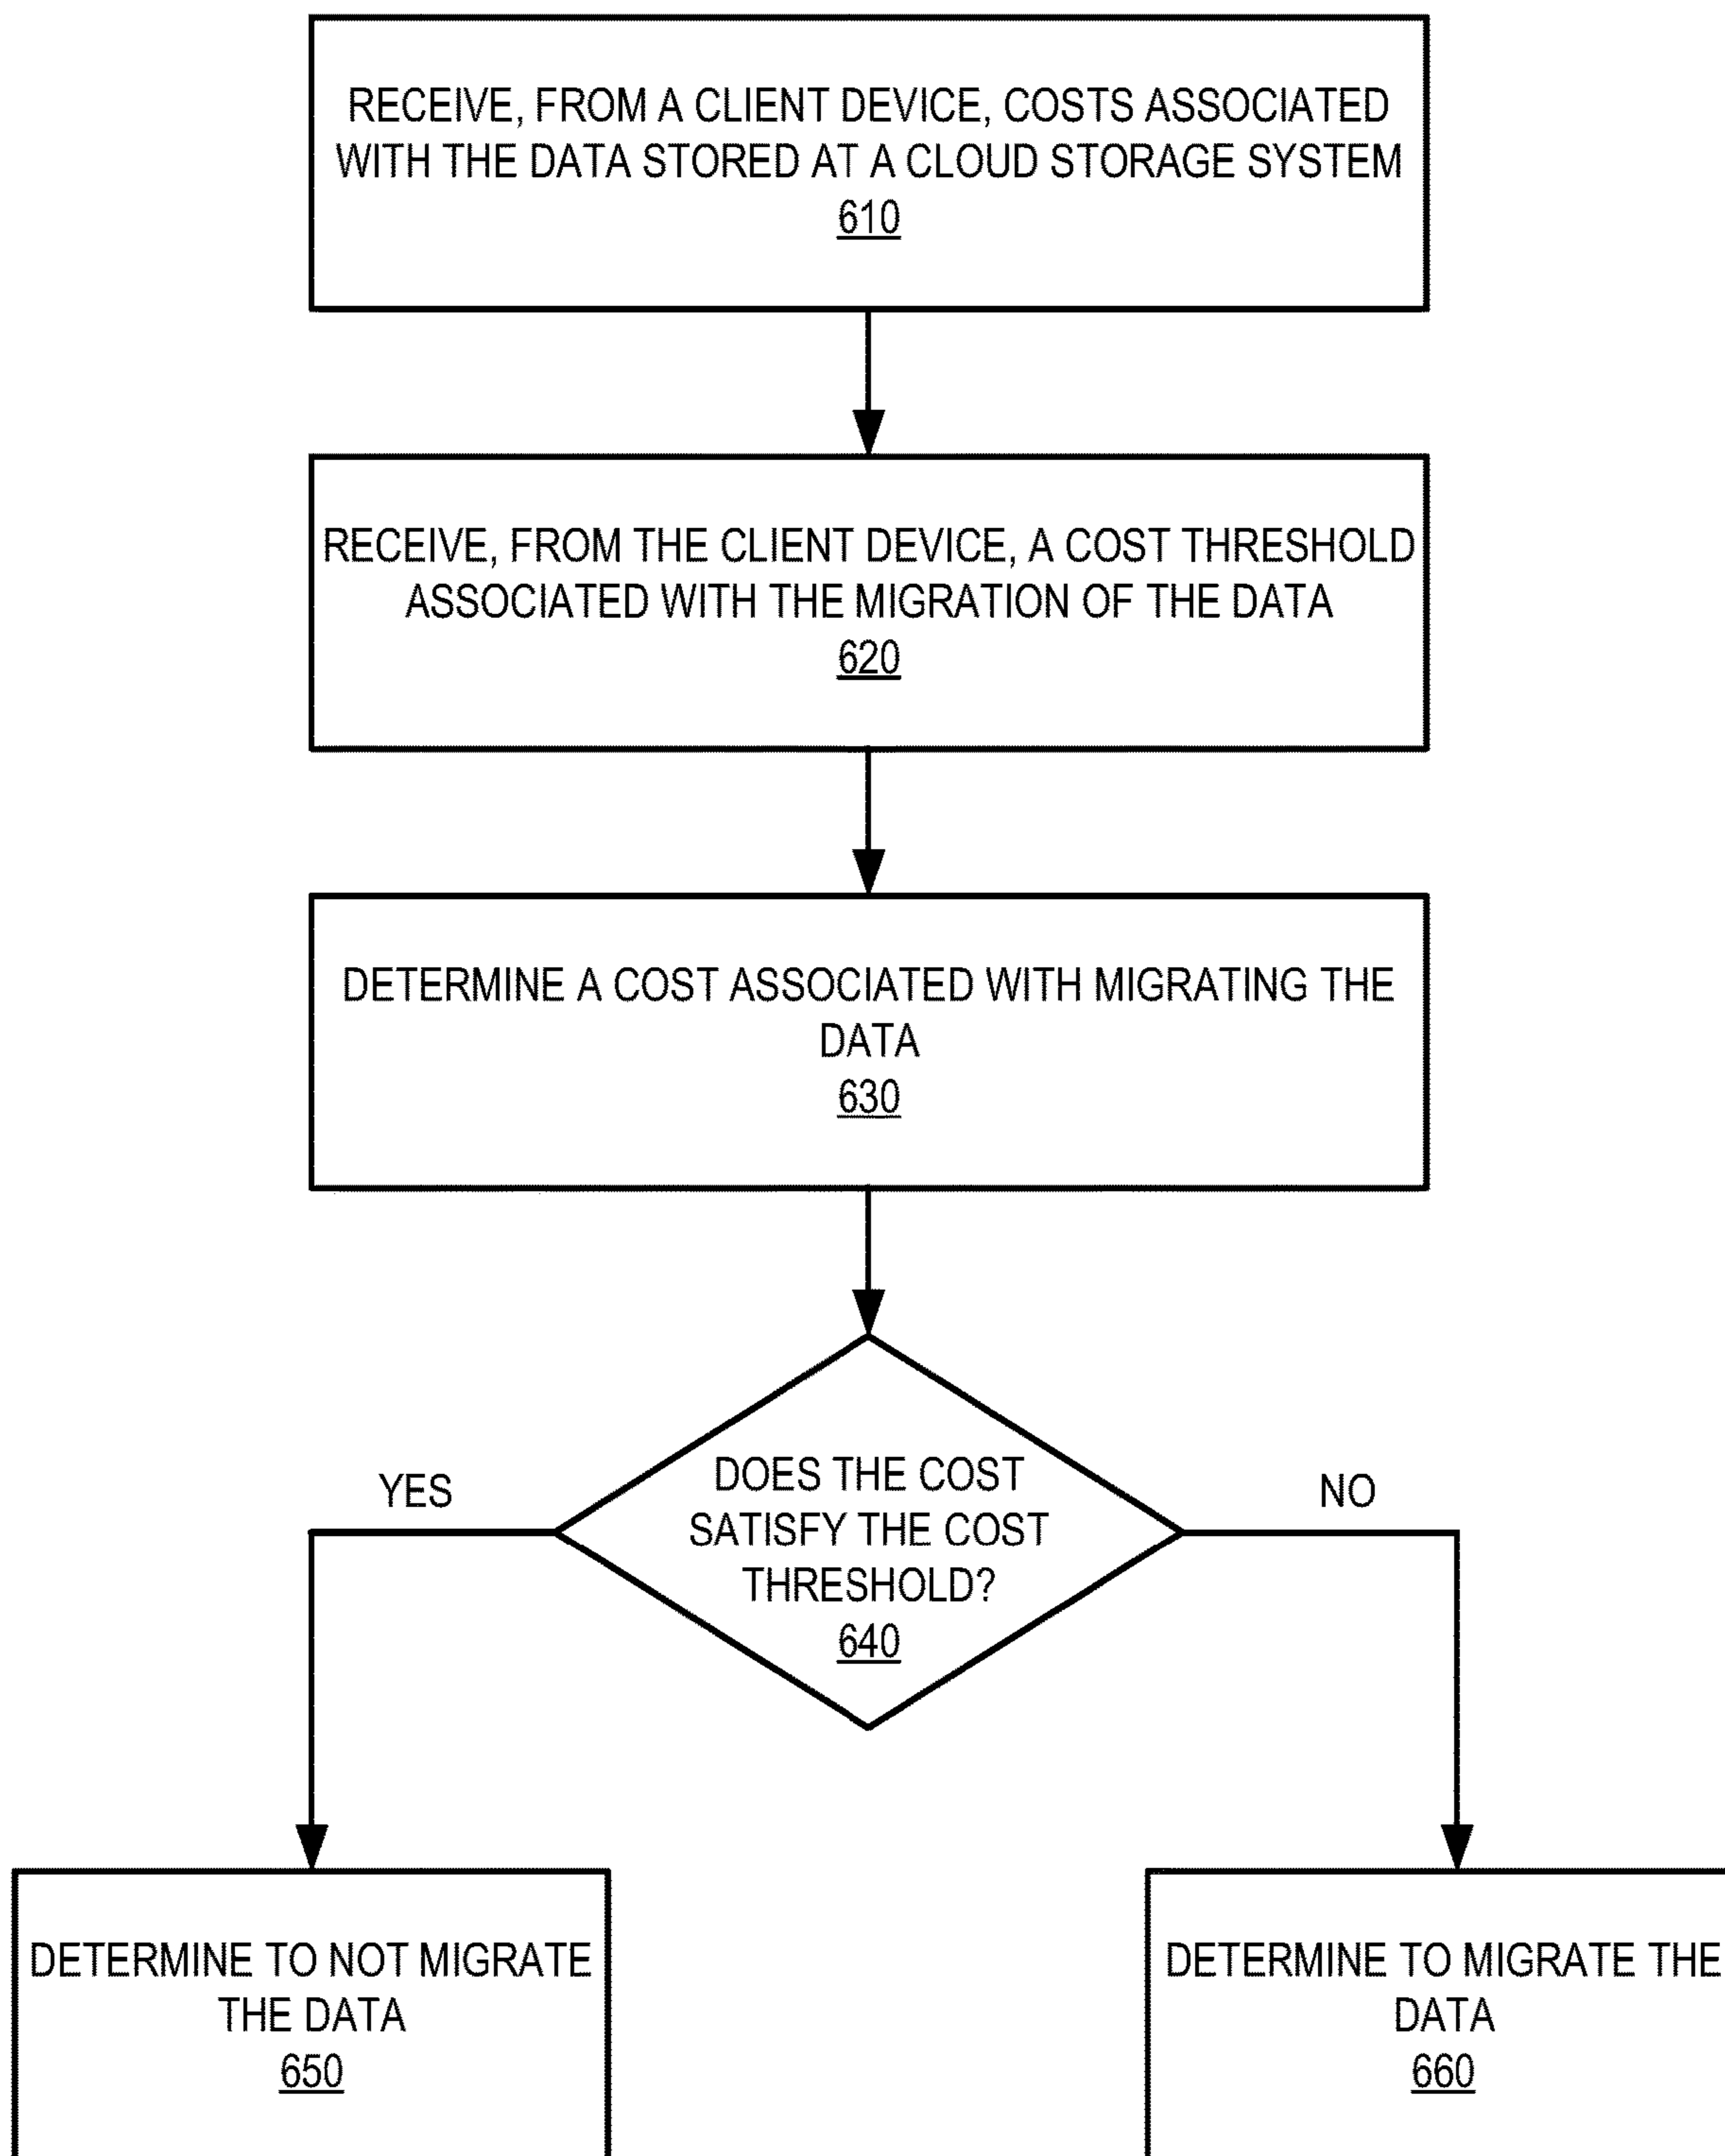 RECEIVE, FROM A CLIENT DEVICE, COSTS ASSOCIATED
WITH THE DATA STORED AT A CLOUD STORAGE SYSTEM
610
RECEIVE, FROM THE CLIENT DEVICE, A COST THRESHOLD
ASSOCIATED WITH THE MIGRATION OF THE DATA
620
DETERMINE A COST ASSOCIATED WITH MIGRATING THE
DATA
630
DOES THE COST
SATISFY THE COST
THRESHOLD?
640
YES
NO
DETERMINE TO NOT MIGRATE
THE DATA
650
DETERMINE TO MIGRATE THE
DATA
660